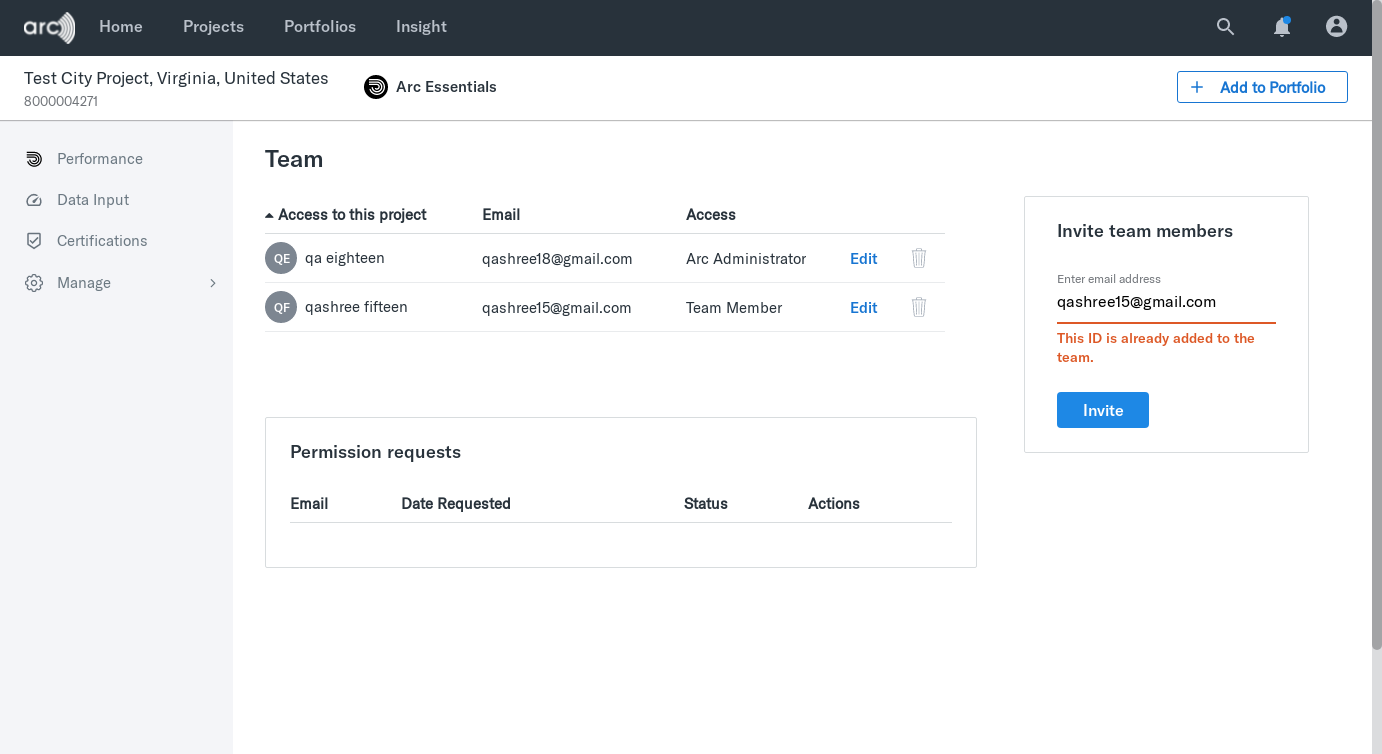 arc Home Projects Portfolios Insight
Test City Project, Virginia, United States
8000004271
Arc Essentials
Add to Portfolio
Performance
Data Input
Certifications
Manage
Team
Access to this project Email Access
QE qa eighteen qashree18@gmail.com Arc Administrator Edit
QF qashree fifteen qashree15@gmail.com Team Member Edit
Invite team members
Enter email address
qashree15@gmail.com
This ID is already added to the
team.
Invite
Permission requests
Email Date Requested Status Actions